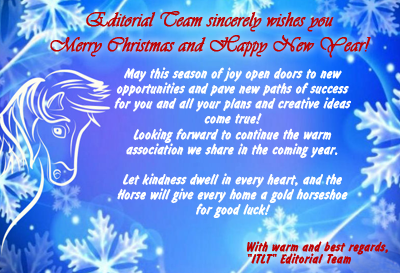 Editorial Team sincerely wishes you
Merry Christmas and Happy New Year!
May this season of joy open doors to new
opportunities and pave new paths of success
for you and all your plans and creative ideas
come true!
Looking forward to continue the warm
association we share in the coming year.
Let kindness dwell in every heart, and the
Horse will give every home a gold horseshoe
for good luck!
With warm and best regards,
"ITLT" Editorial Team